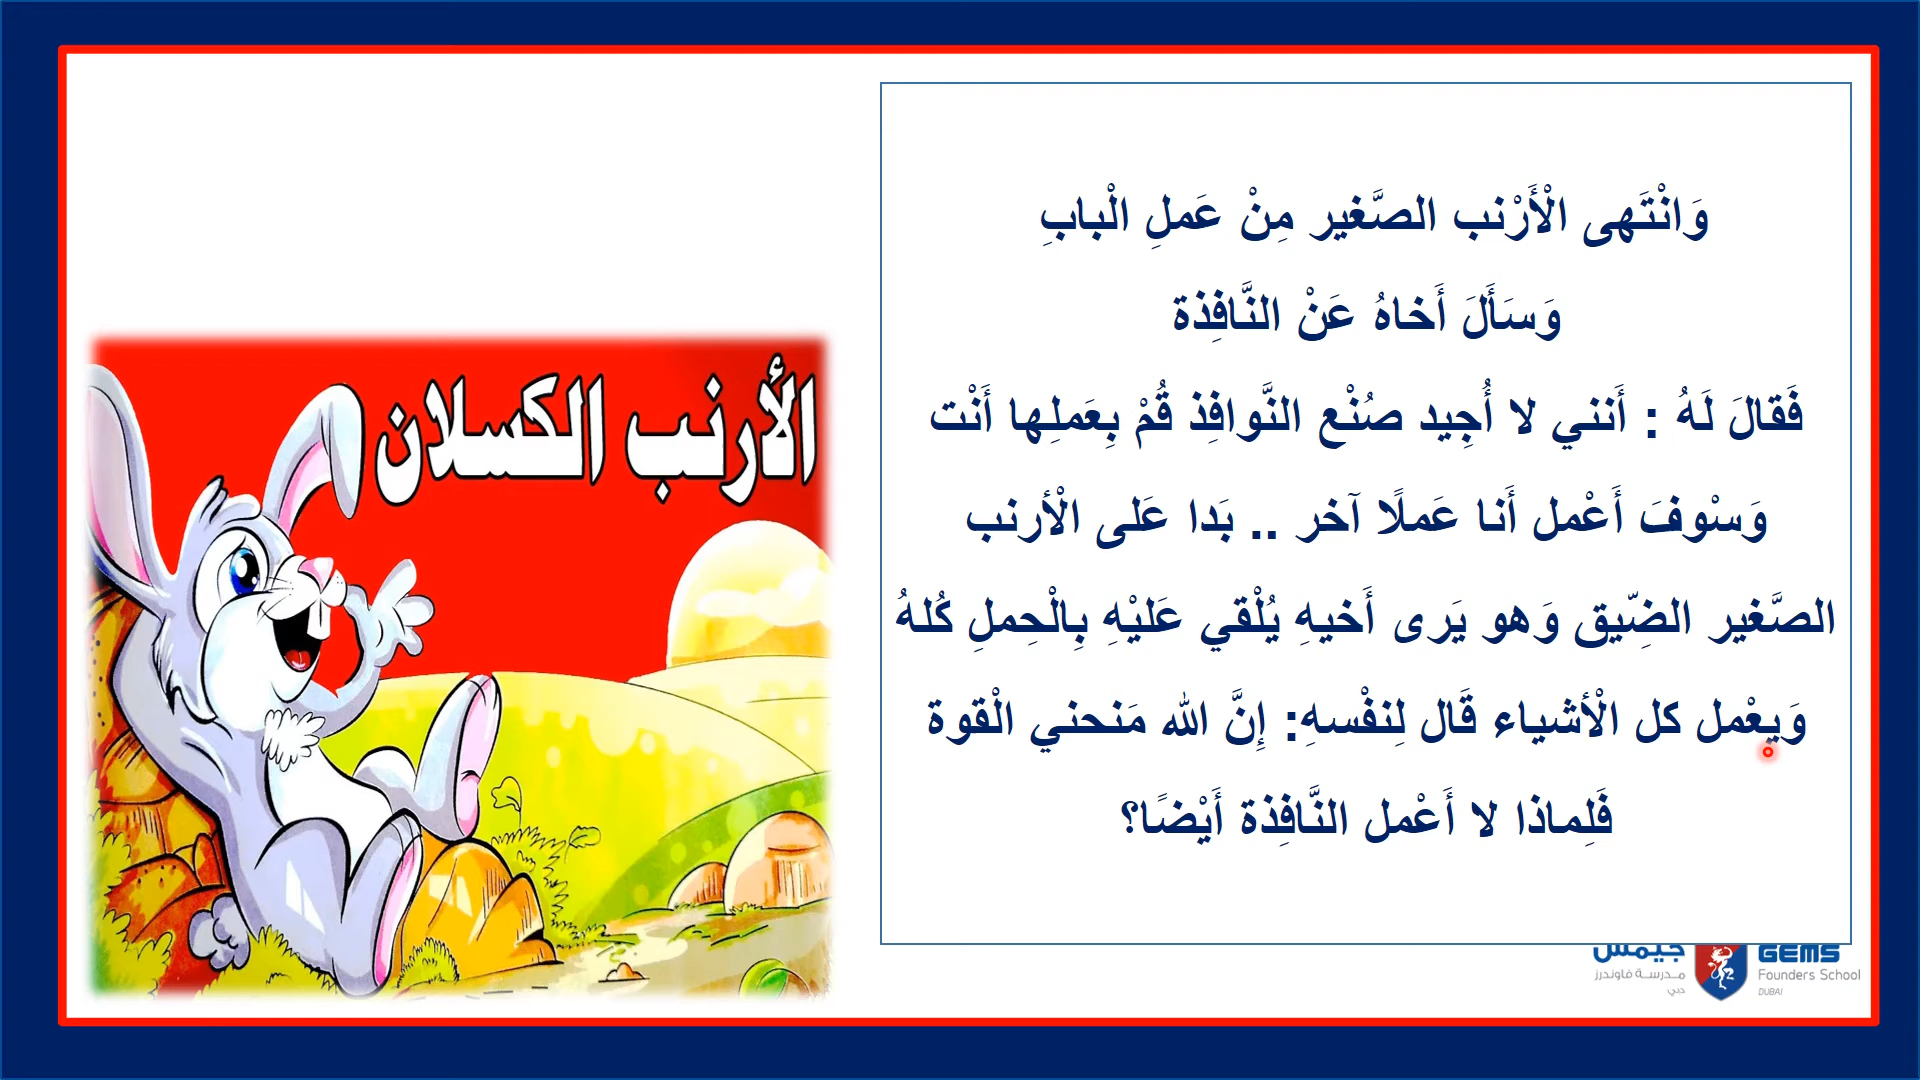 وَانْتَهى الْأَرْنب الصَّغير مِنْ عَملِ الْبابِ
وَسَأَلَ أَخاهُ عَنْ النَّافِذة
فَقالَ لَهُ : أَنني لا أُجِيد صُنْع النَّوافِذ قُمْ بِعَملِها أَنْت
وَسْوفَ أَعْمل أَنا عَملًا آخر .. بَدا عَلى الْأرنب
الصَّغير الضِيّق وَهو يَرى أَخيهِ يُلْقي عَليْهِ بِالْحِملِ كُلهُ
وَيعْمل كل الْأشياء قَال لِنفْسهِ: إِنَّ الله مَنحني الْقوة
فَلِماذا لا أَعْمل النَّافِذة أَيْضًا؟
الأرنب الكسلان
جيمس
مدرسة فاوندرز
دبي
GEMS
Founders School
DUBAI